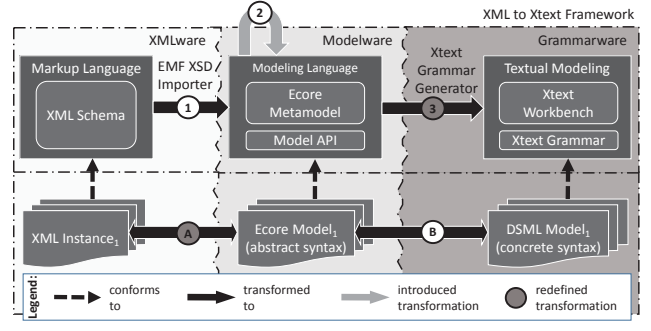 XML to Xtext Framework
XMLware
Modelware
Grammarware
2
Markup Language
XML Schema
EMF XSD
Importer
1
Modeling Language
Ecore
Metamodel
Model API
Xtext
Grammar
Generator
3
Textual Modeling
Xtext
Workbench
Xtext Grammar
XML Instance1
A
Ecore Model1
(abstract syntax)
B
DSML Model1
(concrete syntax)
Legend:
conforms
to
transformed
to
introduced
transformation
redefined
transformation